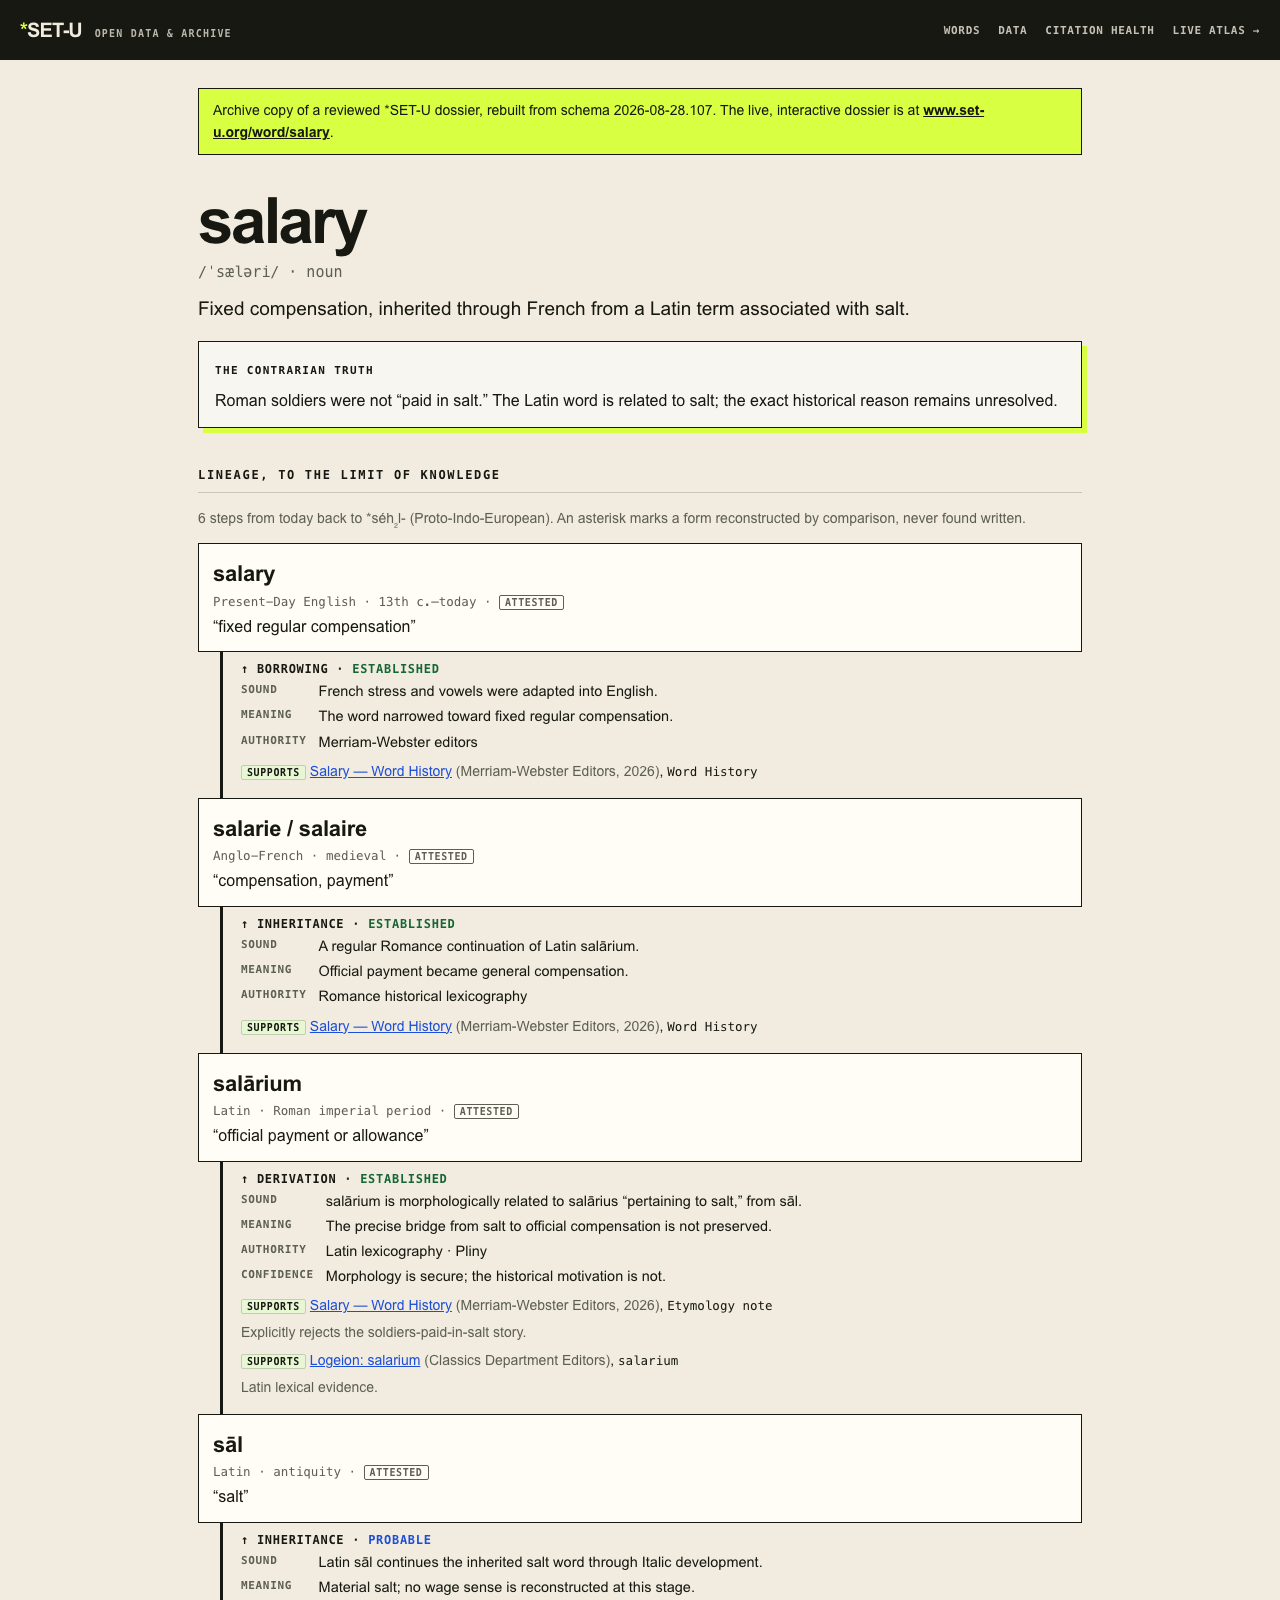 *SET-U OPEN DATA & ARCHIVE WORDS DATA CITATION HEALTH LIVE ATLAS →
Archive copy of a reviewed *SET-U dossier, rebuilt from schema 2026-08-28.107. The live, interactive dossier is at www.set-
u.org/word/salary.
salary
/ˈsæləri/ · noun
Fixed compensation, inherited through French from a Latin term associated with salt.
THE CONTRARIAN TRUTH
Roman soldiers were not “paid in salt.” The Latin word is related to salt; the exact historical reason remains unresolved.
LINEAGE, TO THE LIMIT OF KNOWLEDGE
6 steps from today back to *séh₂l- (Proto-Indo-European). An asterisk marks a form reconstructed by comparison, never found written.
salary
Present-Day English · 13th c.–today · ATTESTED
“fixed regular compensation”
↑ BORROWING · ESTABLISHED
SOUND French stress and vowels were adapted into English.
MEANING The word narrowed toward fixed regular compensation.
AUTHORITY Merriam-Webster editors
SUPPORTS Salary — Word History (Merriam-Webster Editors, 2026), Word History
salarie / salaire
Anglo-French · medieval · ATTESTED
“compensation, payment”
↑ INHERITANCE · ESTABLISHED
SOUND A regular Romance continuation of Latin salārium.
MEANING Official payment became general compensation.
AUTHORITY Romance historical lexicography
SUPPORTS Salary — Word History (Merriam-Webster Editors, 2026), Word History
salārium
Latin · Roman imperial period · ATTESTED
“official payment or allowance”
↑ DERIVATION · ESTABLISHED
SOUND salārium is morphologically related to salārius “pertaining to salt,” from sāl.
MEANING The precise bridge from salt to official compensation is not preserved.
AUTHORITY Latin lexicography · Pliny
CONFIDENCE Morphology is secure; the historical motivation is not.
SUPPORTS Salary — Word History (Merriam-Webster Editors, 2026), Etymology note
Explicitly rejects the soldiers-paid-in-salt story.
SUPPORTS Logeion: salarium (Classics Department Editors), salarium
Latin lexical evidence.
sāl
Latin · antiquity · ATTESTED
“salt”
↑ INHERITANCE · PROBABLE
SOUND Latin sāl continues the inherited salt word through Italic development.
MEANING Material salt; no wage sense is reconstructed at this stage.